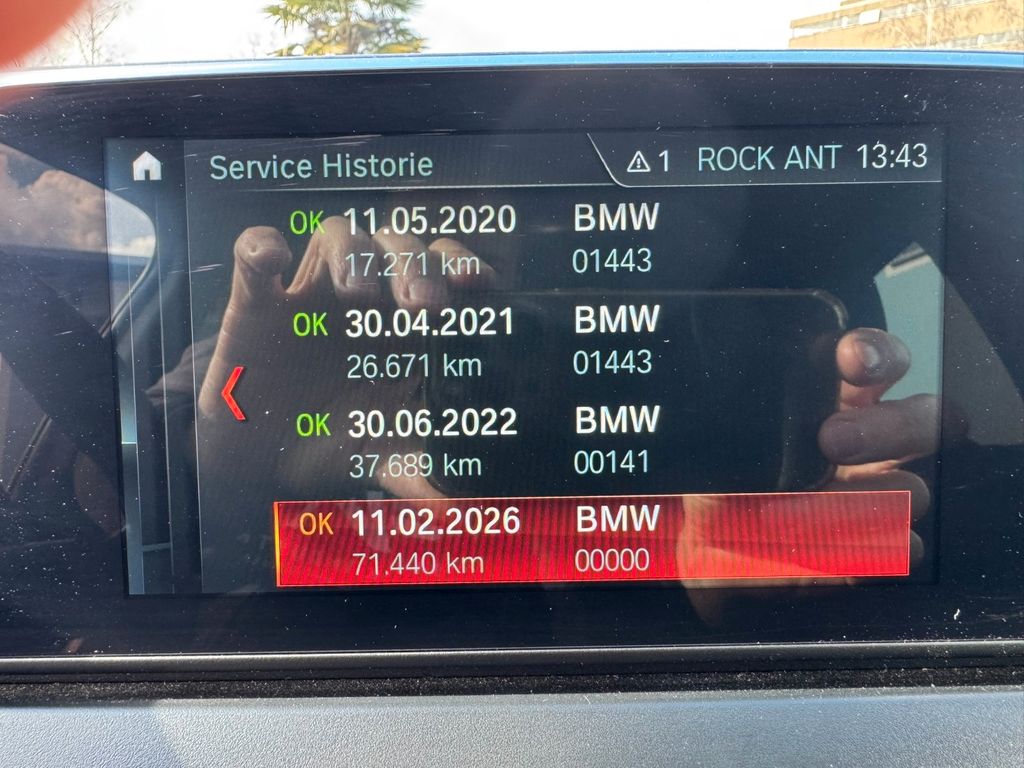 Service Historie
1 ROCK ANT 13:43
OK 11.05.2020 BMW
17.271 km 01443
OK 30.04.2021 BMW
26.671 km 01443
OK 30.06.2022 BMW
37.689 km 00141
OK 11.02.2026 BMW
71.440 km 00000